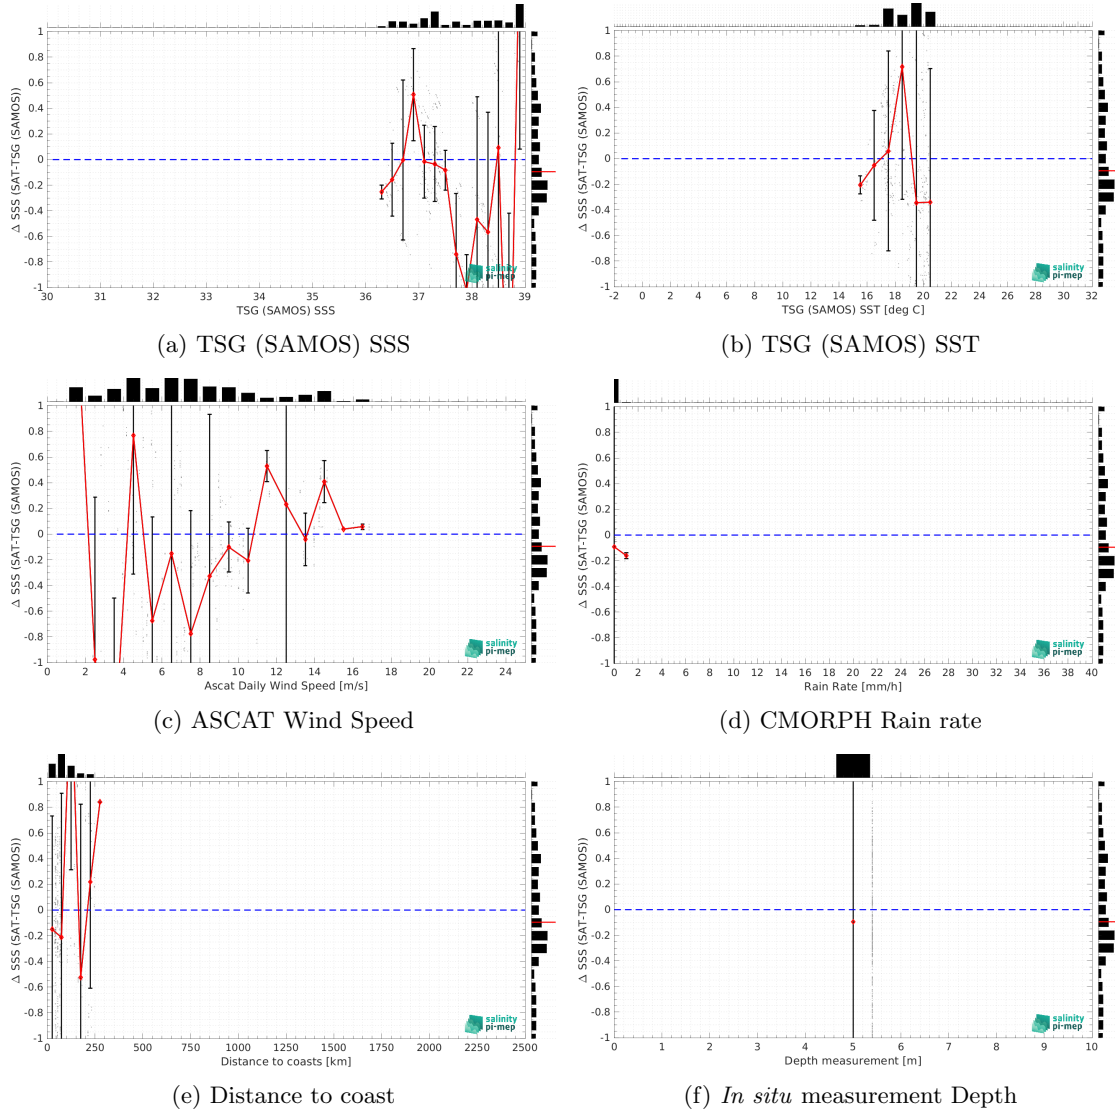 1
0.8
0.6
0.4
0.2
0
-0.2
-0.4
-0.6
-0.8
-1
Δ SSS (SAT-TSG (SAMOS))
salinity
pi-mep
30 31 32 33 34 35 36 37 38 39
TSG (SAMOS) SSS
(a) TSG (SAMOS) SSS
1
0.8
0.6
0.4
0.2
0
-0.2
-0.4
-0.6
-0.8
-1
Δ SSS (SAT-TSG (SAMOS))
salinity
pi-mep
-2 0 2 4 6 8 10 12 14 16 18 20 22 24 26 28 30 32
TSG (SAMOS) SST [deg C]
(b) TSG (SAMOS) SST
1
0.8
0.6
0.4
0.2
0
-0.2
-0.4
-0.6
-0.8
-1
Δ SSS (SAT-TSG (SAMOS))
salinity
pi-mep
0 2 4 6 8 10 12 14 16 18 20 22 24
Ascat Daily Wind Speed [m/s]
(c) ASCAT Wind Speed
1
0.8
0.6
0.4
0.2
0
-0.2
-0.4
-0.6
-0.8
-1
Δ SSS (SAT-TSG (SAMOS))
salinity
pi-mep
0 2 4 6 8 10 12 14 16 18 20 22 24 26 28 30 32 34 36 38 40
Rain Rate [mm/h]
(d) CMORPH Rain rate
1
0.8
0.6
0.4
0.2
0
-0.2
-0.4
-0.6
-0.8
-1
Δ SSS (SAT-TSG (SAMOS))
salinity
pi-mep
0 250 500 750 1000 1250 1500 1750 2000 2250 2500
Distance to coasts [km]
(e) Distance to coast
1
0.8
0.6
0.4
0.2
0
-0.2
-0.4
-0.6
-0.8
-1
Δ SSS (SAT-TSG (SAMOS))
salinity
pi-mep
0 1 2 3 4 5 6 7 8 9 10
Depth measurement [m]
(f) In situ measurement Depth